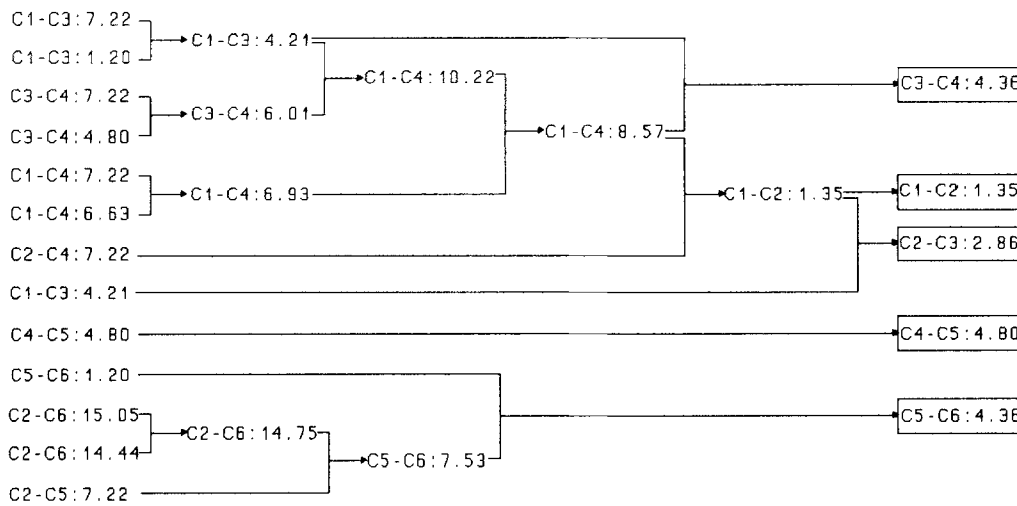 C1-C3:7.22
C1-C3:1.20
C1-C3:4.21
C3-C4:7.22
C3-C4:4.80
C3-C4:6.01
C1-C4:10.22
C1-C4:7.22
C1-C4:6.63
C1-C4:6.93
C1-C4:8.57
C3-C4:4.36
C2-C4:7.22
C1-C2:1.35
C1-C2:1.35
C1-C3:4.21
C2-C3:2.86
C4-C5:4.80
C4-C5:4.80
C5-C6:1.20
C2-C6:15.05
C2-C6:14.44
C2-C6:14.75
C2-C5:7.22
C5-C6:7.53
C5-C6:4.36